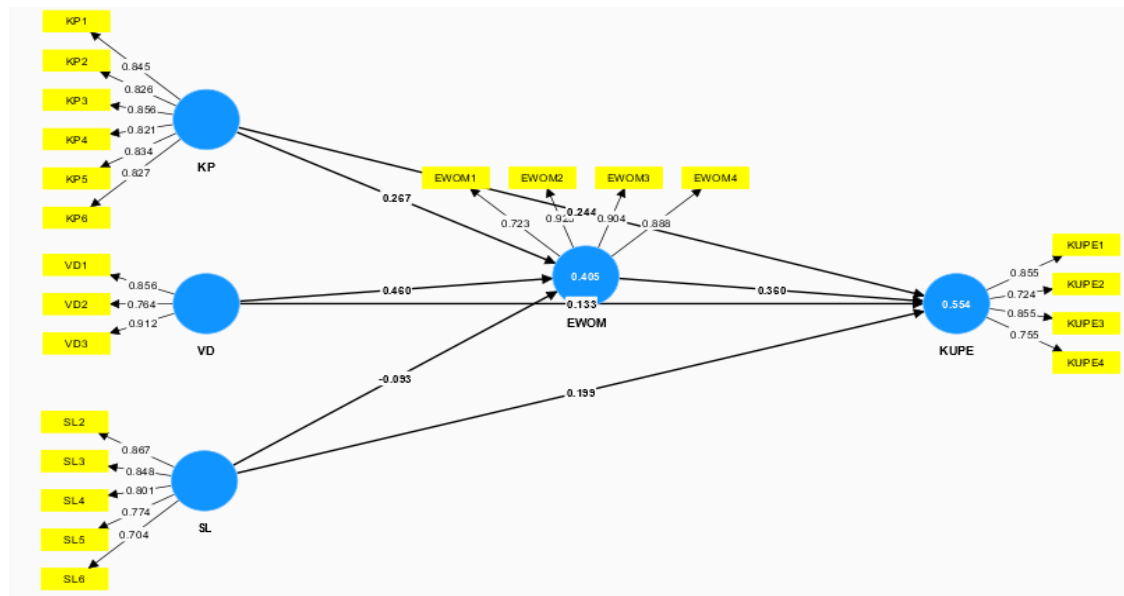 KP1
KP2
KP3
KP4
KP5
KP6
0.845
0.826
0.856
0.821
0.834
0.827
KP
VD1
VD2
VD3
0.856
0.764
0.912
VD
SL2
SL3
SL4
SL5
SL6
0.867
0.848
0.801
0.774
0.704
SL
0.267
0.460
-0.093
0.244
0.133
0.199
0.360
EWOM1
EWOM2
EWOM3
EWOM4
0.723
0.904
0.888
0.405
EWOM
0.554
KUPE
0.855
0.724
0.855
0.755
KUPE1
KUPE2
KUPE3
KUPE4